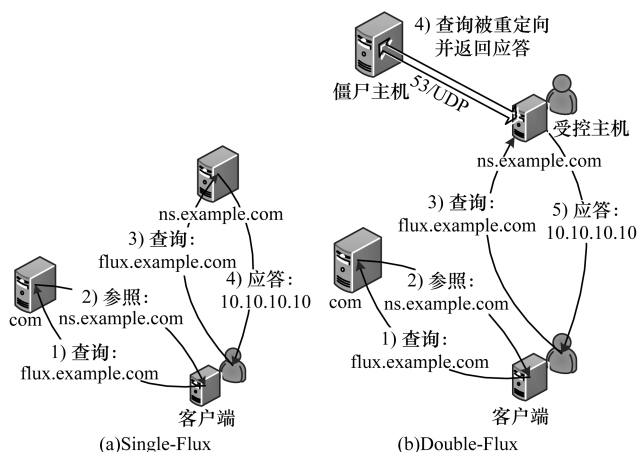 ns.example.com
3) 查询：
flux.example.com
4) 应答：
10.10.10.10
com
2) 参照：
ns.example.com
1) 查询：
flux.example.com
客户端
(a)Single-Flux
4) 查询被重定向
并返回应答
僵尸主机
53/UDP
受控主机
ns.example.com
3) 查询：
flux.example.com
5) 应答：
10.10.10.10
com
2) 参照：
ns.example.com
1) 查询：
flux.example.com
客户端
(b)Double-Flux